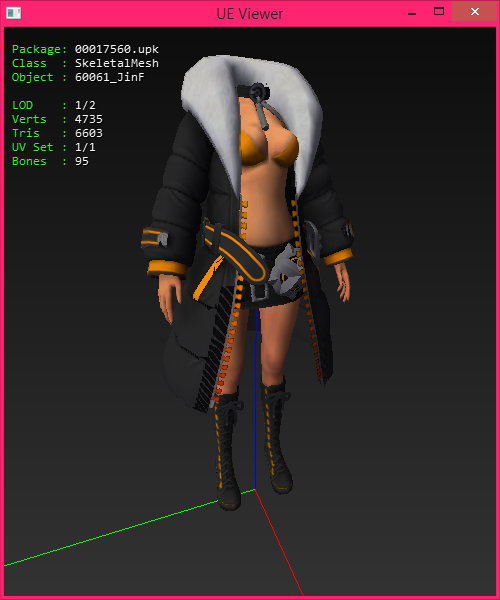 UE Viewer
Package: 00017560.upk
Class  : SkeletalMesh
Object : 60061_JinF
LOD    : 1/2
Verts  : 4735
Tris   : 6603
UV Set : 1/1
Bones  : 95